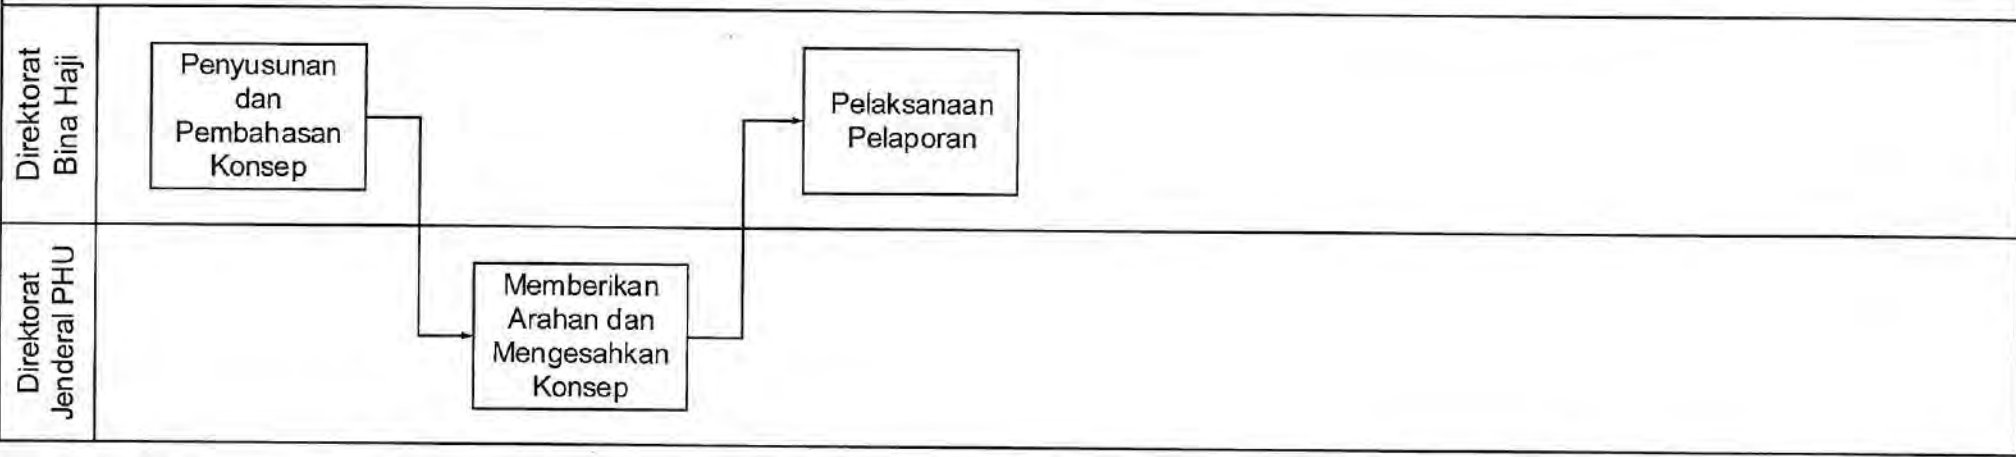 Direktorat
Bina Haji
Penyusunan
dan
Pembahasan
Konsep
Pelaksanaan
Pelaporan
Direktorat
Jenderal PHU
Memberikan
Arahan dan
Mengesahkan
Konsep